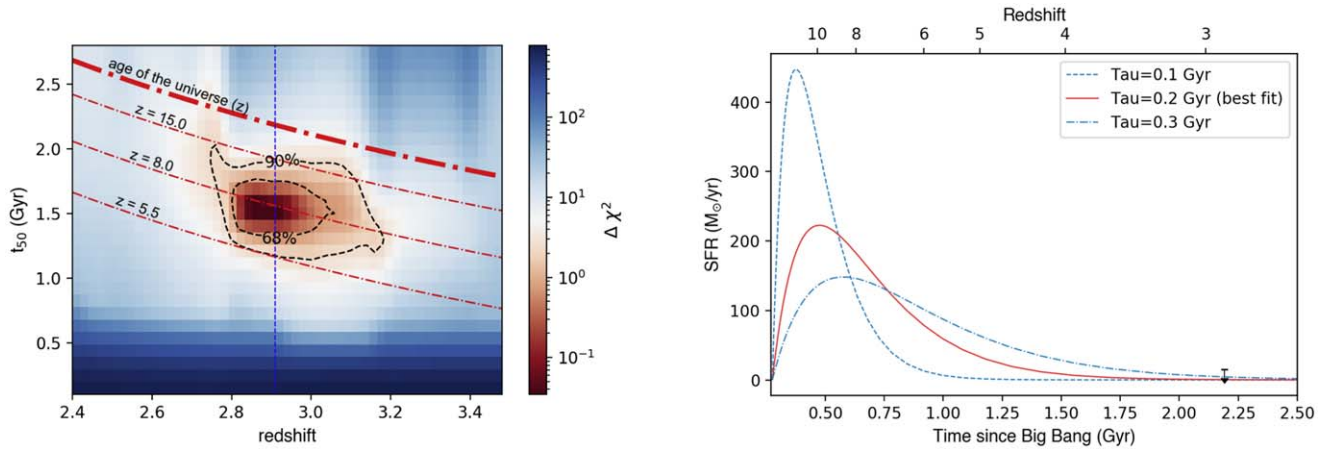 age of the universe (z)
z = 15.0
z = 8.0
z = 5.5
90%
68%
2.5
2.0
1.5
1.0
0.5
t₅₀ (Gyr)
2.4 2.6 2.8 3.0 3.2 3.4
redshift
10²
10¹
10⁰
10⁻¹
Δ χ²
Redshift
10 8 6 5 4 3
Tau=0.1 Gyr
Tau=0.2 Gyr (best fit)
Tau=0.3 Gyr
400
300
200
100
0
SFR (M⊙/yr)
0.50 0.75 1.00 1.25 1.50 1.75 2.00 2.25 2.50
Time since Big Bang (Gyr)